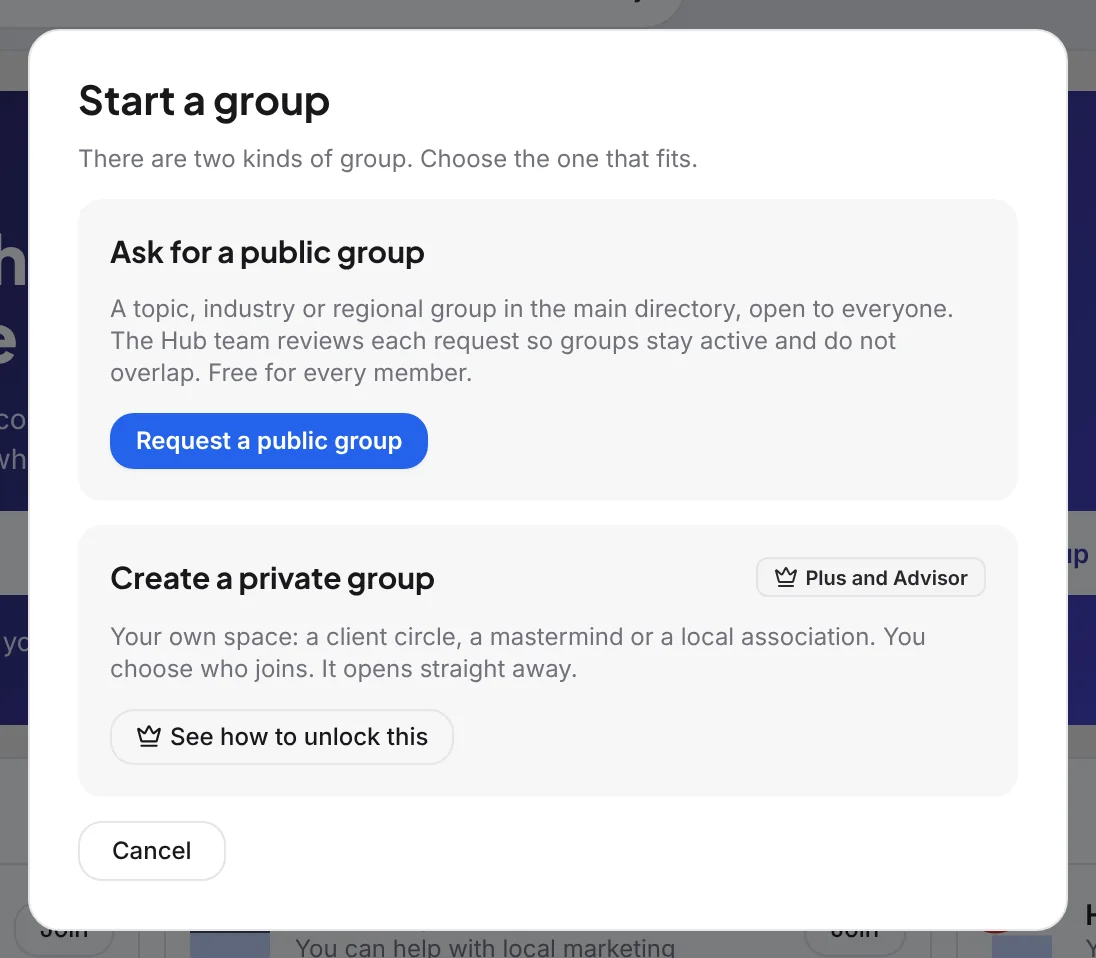 Start a group
There are two kinds of group. Choose the one that fits.
Ask for a public group
A topic, industry or regional group in the main directory, open to everyone.
The Hub team reviews each request so groups stay active and do not
overlap. Free for every member.
Request a public group
Create a private group
Plus and Advisor
Your own space: a client circle, a mastermind or a local association. You
choose who joins. It opens straight away.
See how to unlock this
Cancel
Join
You can help with local marketing
Join